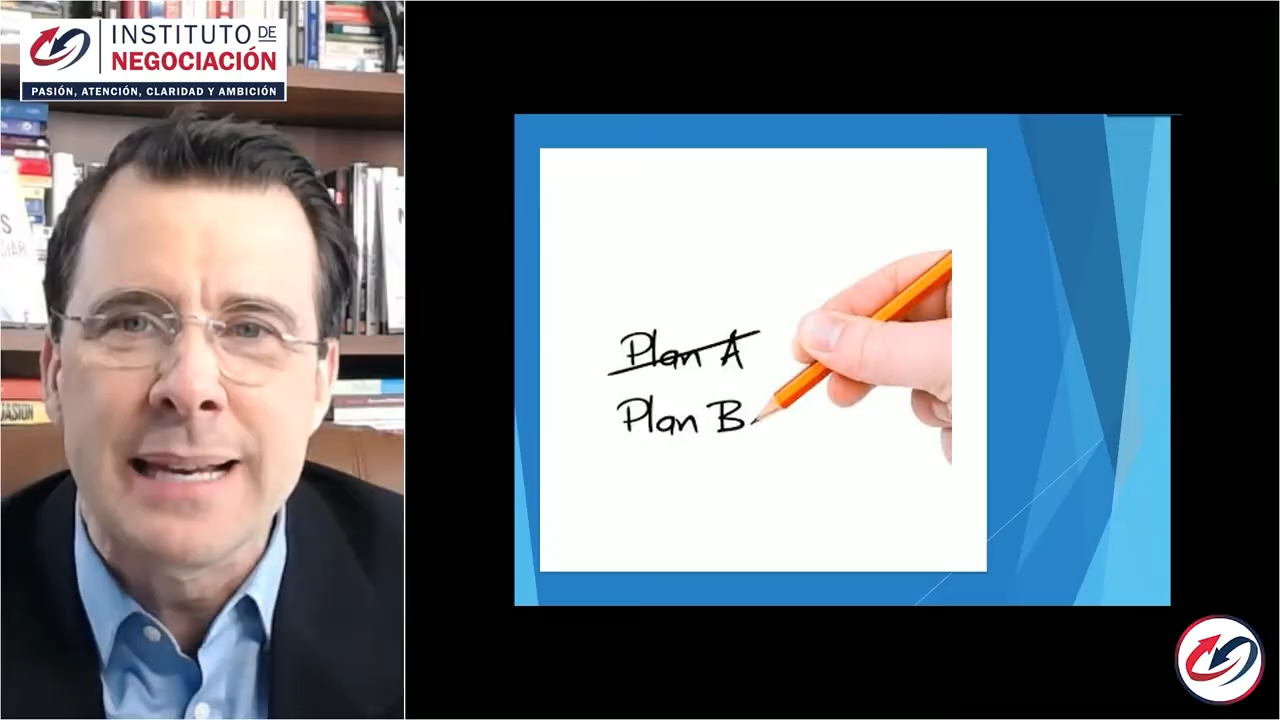 INSTITUTO DE
NEGOCIACIÓN
PASIÓN, ATENCIÓN, CLARIDAD Y AMBICIÓN
Plan A
Plan B